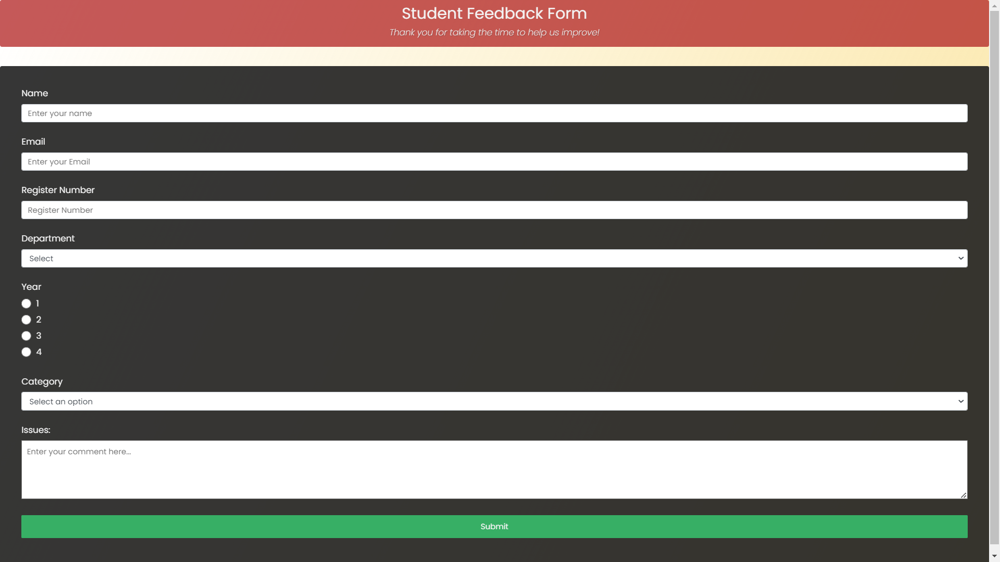 Student Feedback Form
Thank you for taking the time to help us improve!
Name
Enter your name
Email
Enter your Email
Register Number
Register Number
Department
Select
Year
1
2
3
4
Category
Select an option
Issues:
Enter your comment here...
Submit